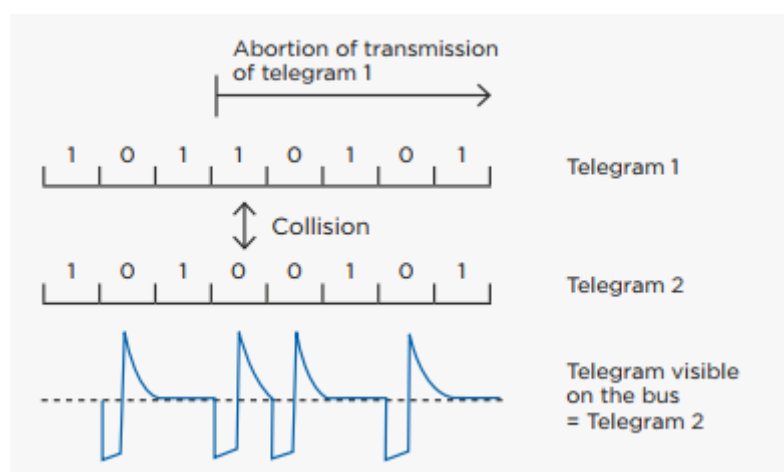 Abortion of transmission
of telegram 1
1 0 1 1 0 1 0 1
Telegram 1
Collision
1 0 1 0 0 1 0 1
Telegram 2
Telegram visible
on the bus
= Telegram 2